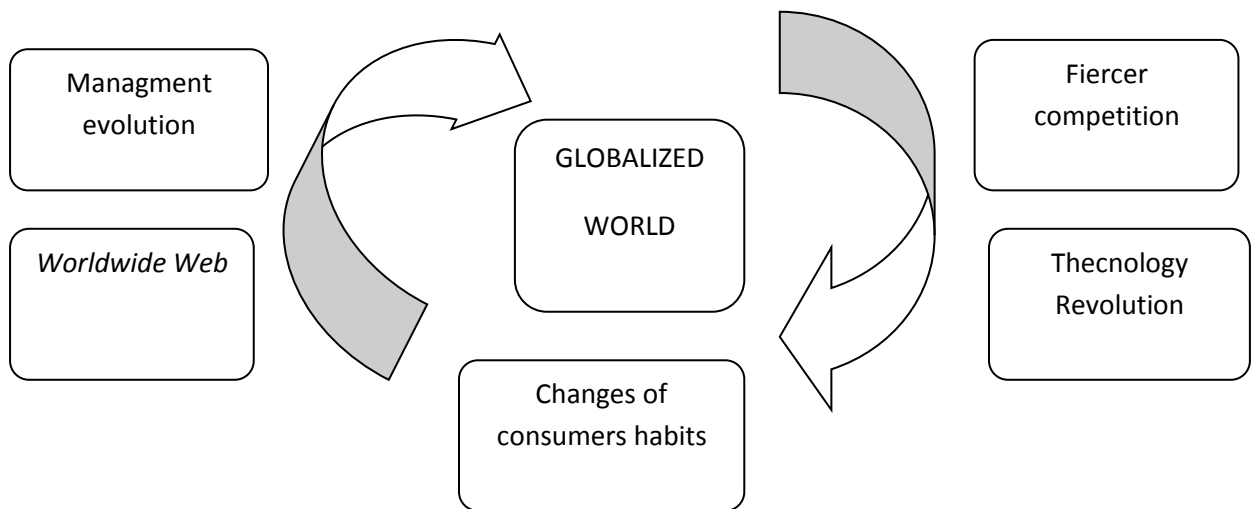 Managment
evolution
Worldwide Web
GLOBALIZED
WORLD
Changes of
consumers habits
Fiercer
competition
Thecnology
Revolution